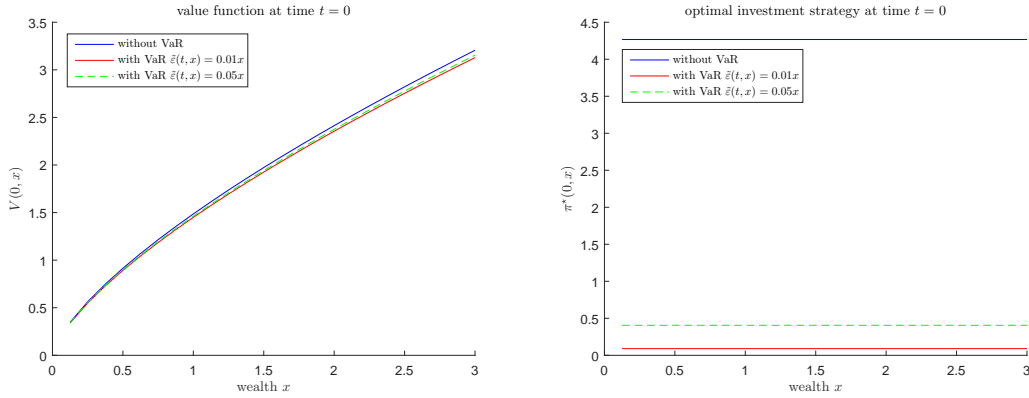 value function at time t = 0
3.5
3
2.5
2
1.5
1
0.5
0
V(0, x)
without VaR
with VaR ε̃(t, x) = 0.01x
with VaR ε̃(t, x) = 0.05x
0 0.5 1 1.5 2 2.5 3
wealth x
optimal investment strategy at time t = 0
4.5
4
3.5
3
2.5
2
1.5
1
0.5
0
π*(0, x)
without VaR
with VaR ε̃(t, x) = 0.01x
with VaR ε̃(t, x) = 0.05x
0 0.5 1 1.5 2 2.5 3
wealth x